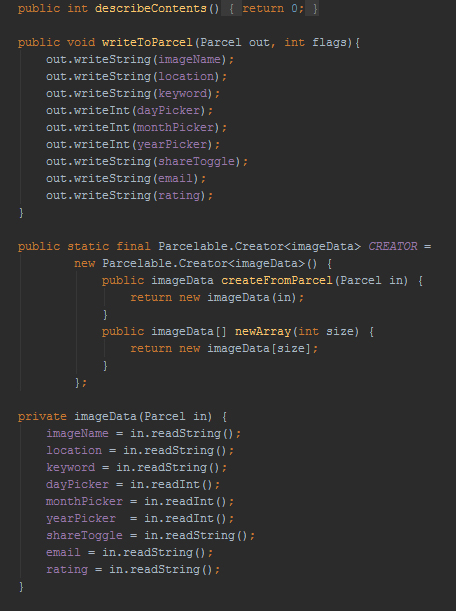 public int describeContents() { return 0; }
public void writeToParcel(Parcel out, int flags){
out.writeString(imageName);
out.writeString(location);
out.writeString(keyword);
out.writeInt(dayPicker);
out.writeInt(monthPicker);
out.writeInt(yearPicker);
out.writeString(shareToggle);
out.writeString(email);
out.writeString(rating);
}
public static final Parcelable.Creator<imageData> CREATOR =
new Parcelable.Creator<imageData>() {
public imageData createFromParcel(Parcel in) {
return new imageData(in);
}
public imageData[] newArray(int size) {
return new imageData[size];
}
};
private imageData(Parcel in) {
imageName = in.readString();
location = in.readString();
keyword = in.readString();
dayPicker = in.readInt();
monthPicker = in.readInt();
yearPicker  = in.readInt();
shareToggle = in.readString();
email = in.readString();
rating = in.readString();
}